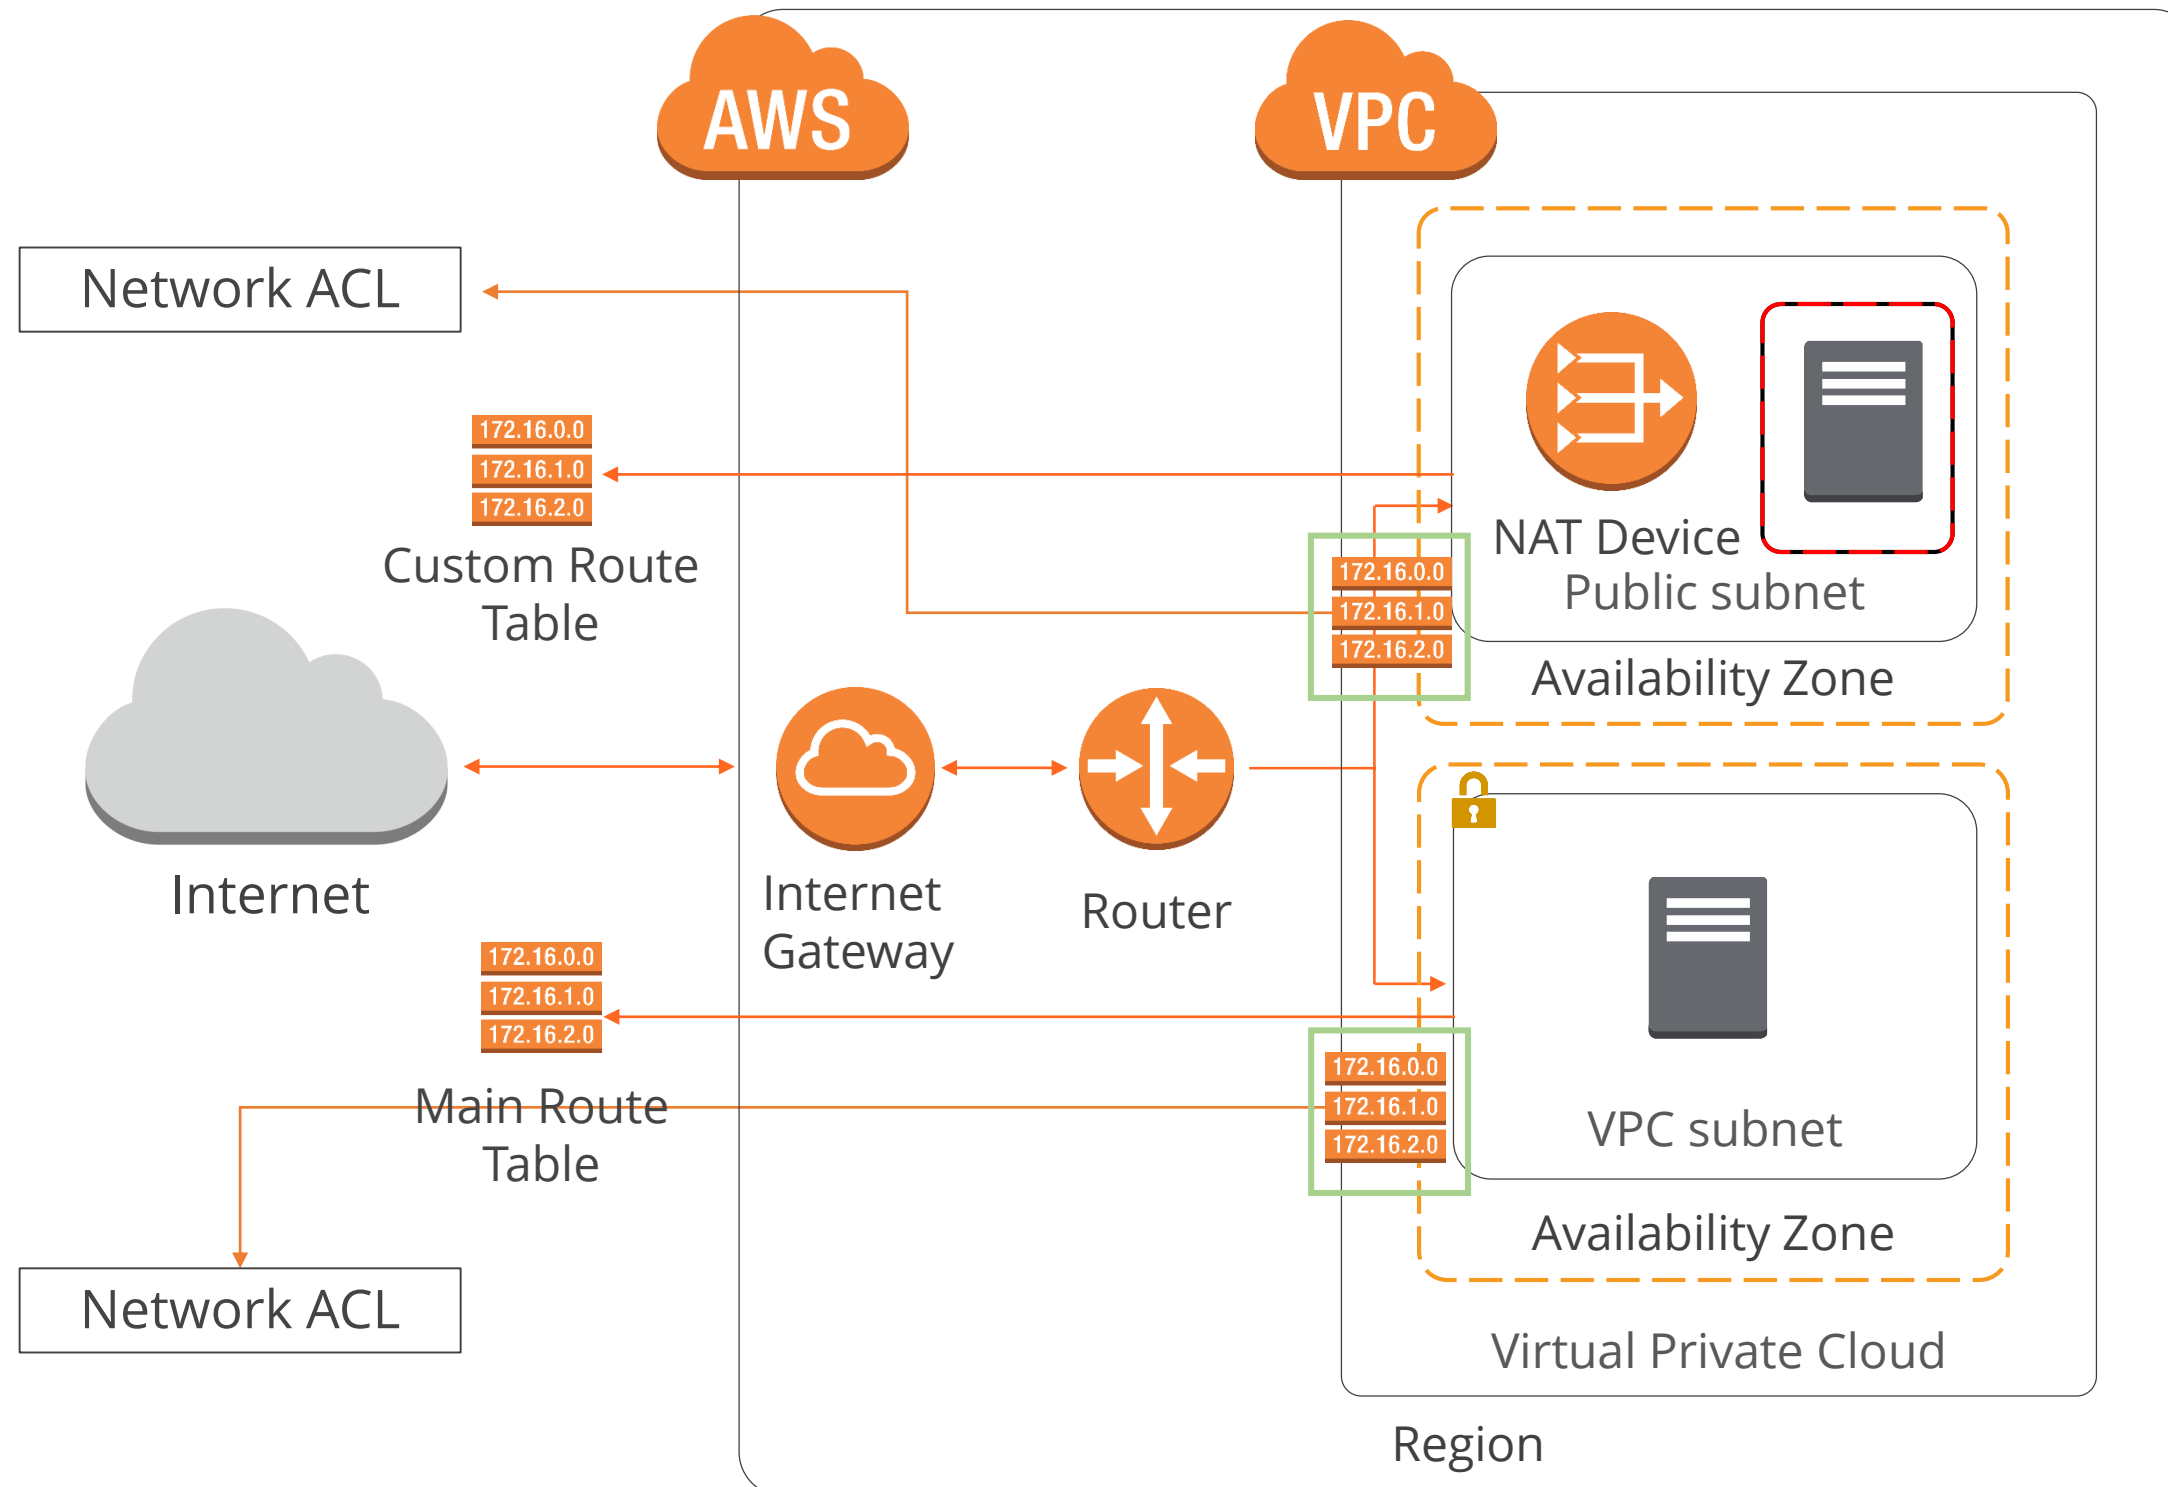 AWS
VPC
Network ACL
172.16.0.0
172.16.1.0
172.16.2.0
Custom Route
Table
NAT Device
Public subnet
172.16.0.0
172.16.1.0
172.16.2.0
Availability Zone
Internet
Internet
Gateway
Router
172.16.0.0
172.16.1.0
172.16.2.0
Main Route
Table
172.16.0.0
172.16.1.0
172.16.2.0
VPC subnet
Availability Zone
Network ACL
Virtual Private Cloud
Region